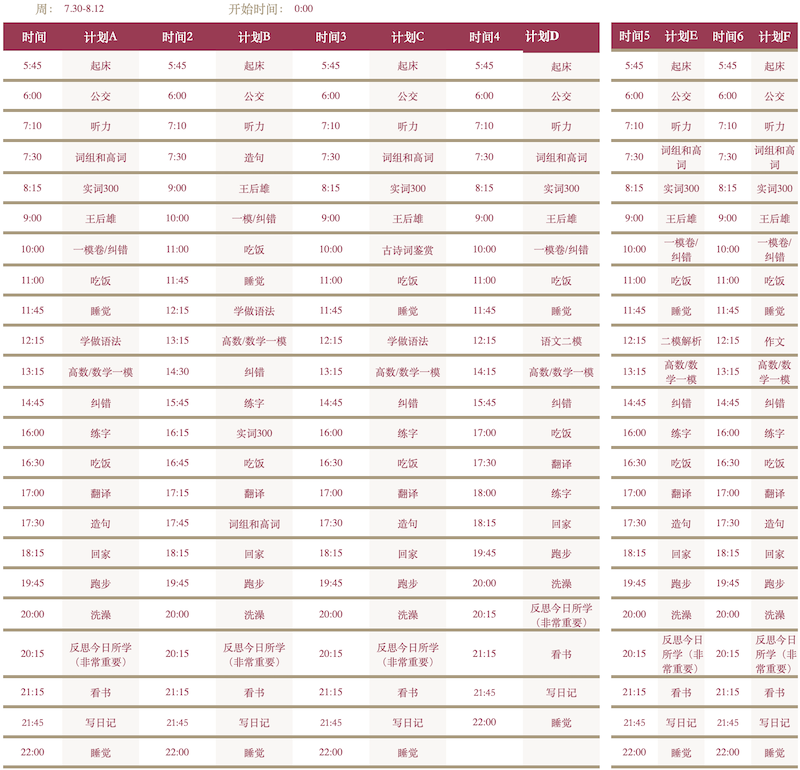 周： 7.30-8.12 开始时间： 0:00
时间 计划A 时间2 计划B 时间3 计划C 时间4 计划D 时间5 计划E 时间6 计划F
5:45 起床 5:45 起床 5:45 起床 5:45 起床 5:45 起床 5:45 起床
6:00 公交 6:00 公交 6:00 公交 6:00 公交 6:00 公交 6:00 公交
7:10 听力 7:10 听力 7:10 听力 7:10 听力 7:10 听力 7:10 听力
7:30 词组和高词 7:30 造句 7:30 词组和高词 7:30 词组和高词 7:30 词组和高词 7:30 词组和高词
8:15 实词300 9:00 王后雄 8:15 实词300 8:15 实词300 8:15 实词300 8:15 实词300
9:00 王后雄 10:00 一模/纠错 9:00 王后雄 9:00 王后雄 9:00 王后雄 9:00 王后雄
10:00 一模卷/纠错 11:00 吃饭 10:00 古诗词鉴赏 10:00 一模卷/纠错 10:00 一模卷/纠错 10:00 一模卷/纠错
11:00 吃饭 11:45 睡觉 11:00 吃饭 11:00 吃饭 11:00 吃饭 11:00 吃饭
11:45 睡觉 12:15 学做语法 11:45 睡觉 11:45 睡觉 11:45 睡觉 11:45 睡觉
12:15 学做语法 13:15 高数/数学一模 12:15 学做语法 12:15 语文二模 12:15 二模解析 12:15 作文
13:15 高数/数学一模 14:30 纠错 13:15 高数/数学一模 14:15 高数/数学一模 13:15 高数/数学一模 13:15 高数/数学一模
14:45 纠错 15:45 练字 14:45 纠错 15:45 纠错 14:45 纠错 14:45 纠错
16:00 练字 16:15 实词300 16:00 练字 17:00 吃饭 16:00 练字 16:00 练字
16:30 吃饭 16:45 吃饭 16:30 吃饭 17:30 翻译 16:30 吃饭 16:30 吃饭
17:00 翻译 17:15 翻译 17:00 翻译 18:00 练字 17:00 翻译 17:00 翻译
17:30 造句 17:45 词组和高词 17:30 造句 18:15 回家 17:30 造句 17:30 造句
18:15 回家 18:15 回家 18:15 回家 19:45 跑步 18:15 回家 18:15 回家
19:45 跑步 19:45 跑步 19:45 跑步 20:00 洗澡 19:45 跑步 19:45 跑步
20:00 洗澡 20:00 洗澡 20:00 洗澡 20:15 反思今日所学（非常重要） 20:00 洗澡 20:00 洗澡
20:15 反思今日所学（非常重要） 20:15 反思今日所学（非常重要） 20:15 反思今日所学（非常重要） 21:15 看书 20:15 反思今日所学（非常重要） 20:15 反思今日所学（非常重要）
21:15 看书 21:15 看书 21:15 看书 21:45 写日记 21:15 看书 21:15 看书
21:45 写日记 21:45 写日记 21:45 写日记 22:00 睡觉 21:45 写日记 21:45 写日记
22:00 睡觉 22:00 睡觉 22:00 睡觉 22:00 睡觉 22:00 睡觉